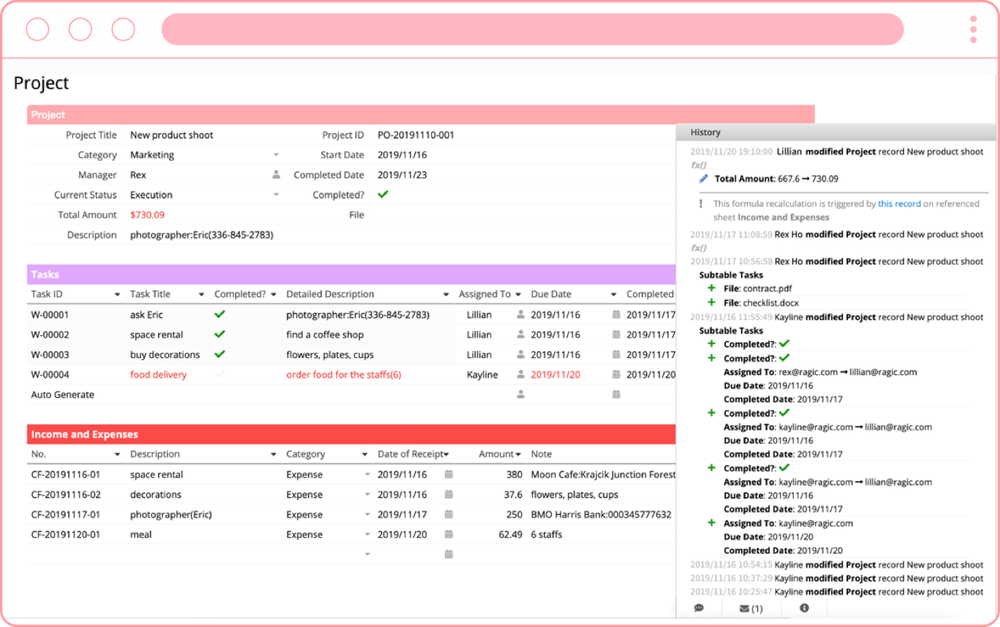 Project
Project
Project Title New product shoot Project ID PO-20191110-001
Category Marketing Start Date 2019/11/16
Manager Rex Completed Date 2019/11/23
Current Status Execution Completed?
Total Amount $730.09 File
Description photographer:Eric(336-845-2783)
Tasks
Task ID Task Title Completed? Detailed Description Assigned To Due Date Completed
W-00001 ask Eric photographer:Eric(336-845-2783) Lillian 2019/11/16 2019/11/17
W-00002 space rental find a coffee shop Lillian 2019/11/16 2019/11/17
W-00003 buy decorations flowers, plates, cups Lillian 2019/11/16 2019/11/17
W-00004 food delivery order food for the staffs(6) Kayline 2019/11/20 2019/11/20
Auto Generate
Income and Expenses
No. Description Category Date of Receipt Amount Note
CF-20191116-01 space rental Expense 2019/11/16 380 Moon Cafe:Krajcik Junction Forest
CF-20191116-02 decorations Expense 2019/11/16 37.6 flowers, plates, cups
CF-20191117-01 photographer(Eric) Expense 2019/11/17 250 BMO Harris Bank:000345777632
CF-20191120-01 meal Expense 2019/11/20 62.49 6 staffs
History
2019/11/20 19:10:00 Lillian modified Project record New product shoot
fx()
Total Amount: 667.6 ➞ 730.09
! This formula recalculation is triggered by this record on referenced
sheet Income and Expenses
2019/11/17 11:08:59 Rex Ho modified Project record New product shoot
fx()
2019/11/17 10:56:58 Rex Ho modified Project record New product shoot
Subtable Tasks
+ File: contract.pdf
+ File: checklist.docx
2019/11/16 11:55:49 Kayline modified Project record New product shoot
Subtable Tasks
+ Completed?: ✔
+ Completed?: ✔
Assigned To: rex@ragic.com ➞ lillian@ragic.com
Due Date: 2019/11/16
Completed Date: 2019/11/17
+ Completed?: ✔
Assigned To: kayline@ragic.com ➞ lillian@ragic.com
Due Date: 2019/11/16
Completed Date: 2019/11/17
+ Completed?: ✔
Assigned To: kayline@ragic.com ➞ lillian@ragic.com
Due Date: 2019/11/16
Completed Date: 2019/11/17
+ Assigned To: kayline@ragic.com
Due Date: 2019/11/20
Completed Date: 2019/11/20
2019/11/16 10:54:15 Kayline modified Project record New product shoot
2019/11/16 10:37:29 Kayline modified Project record New product shoot
2019/11/16 10:25:47 Kayline modified Project record New product shoot
(1)